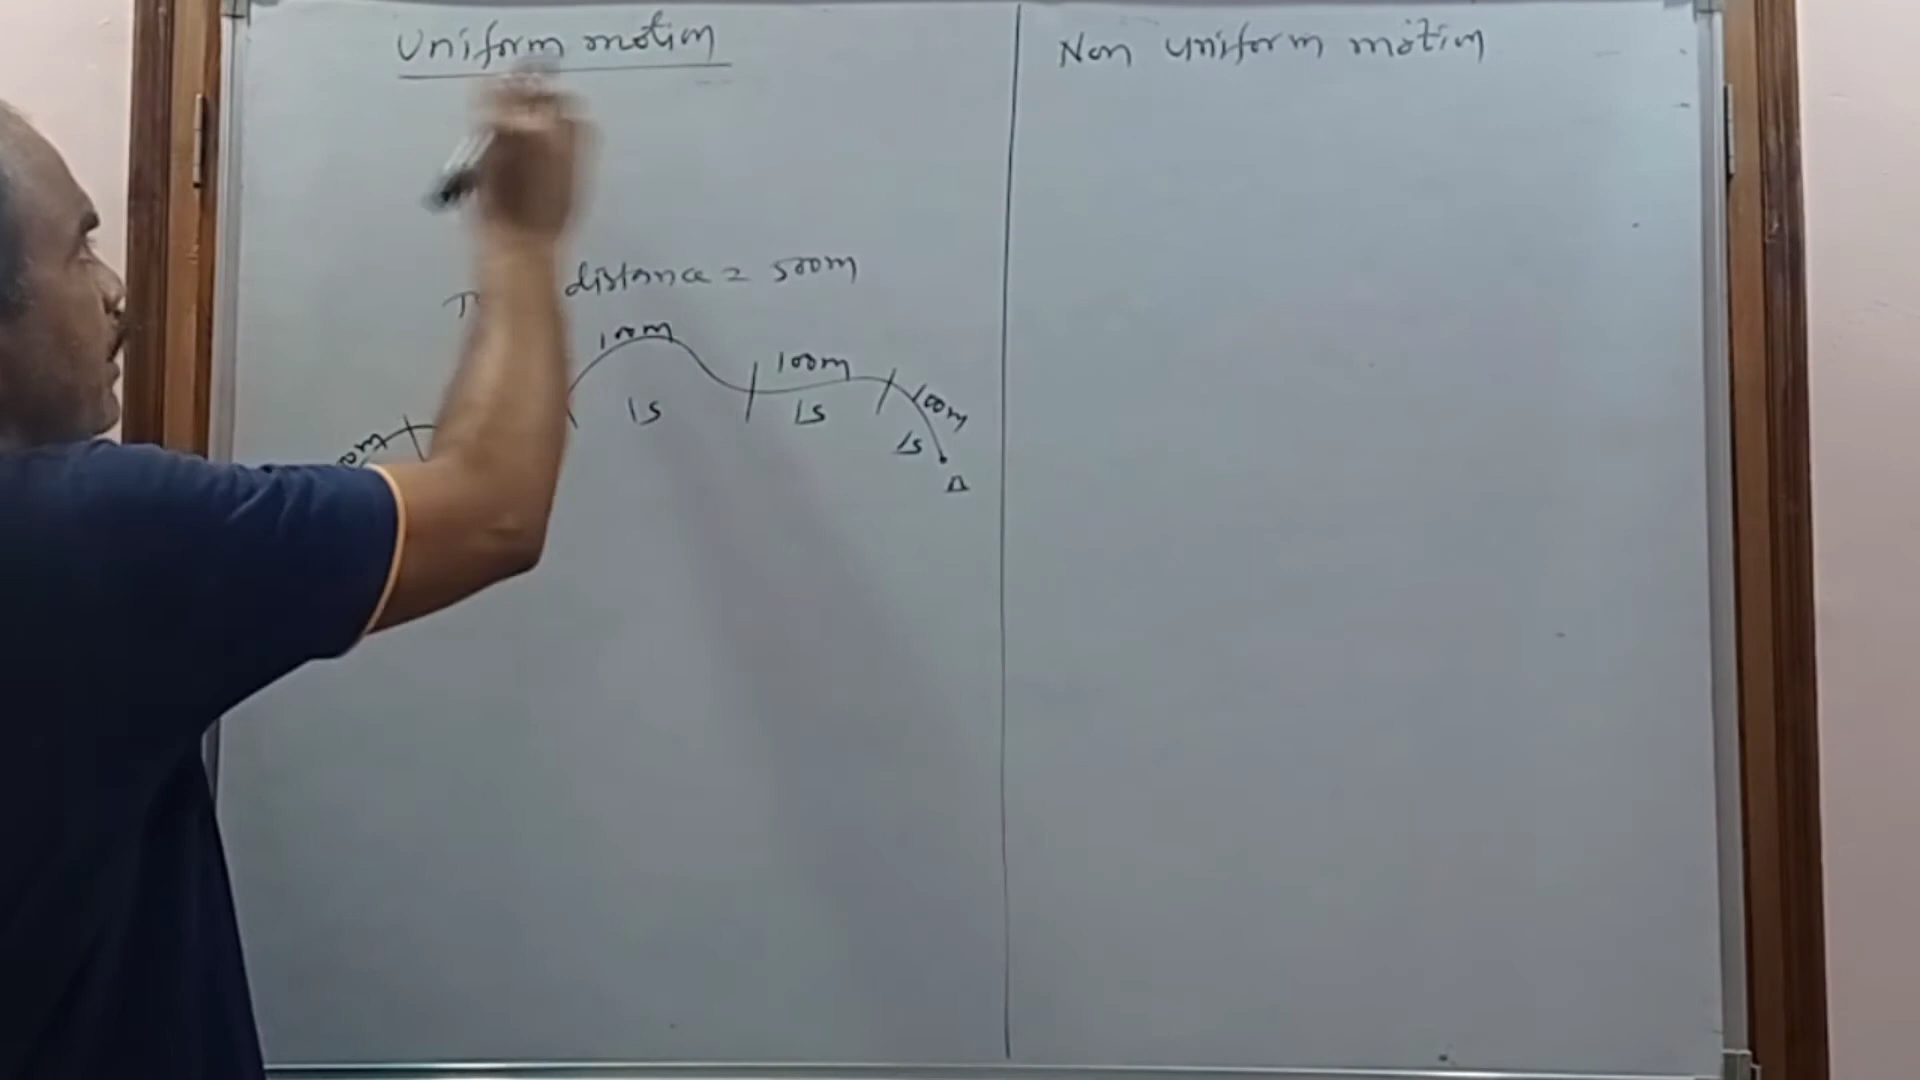 Uniform motion
Non uniform motion
distance = 500m
100m
100m
100m
1s
1s
1s